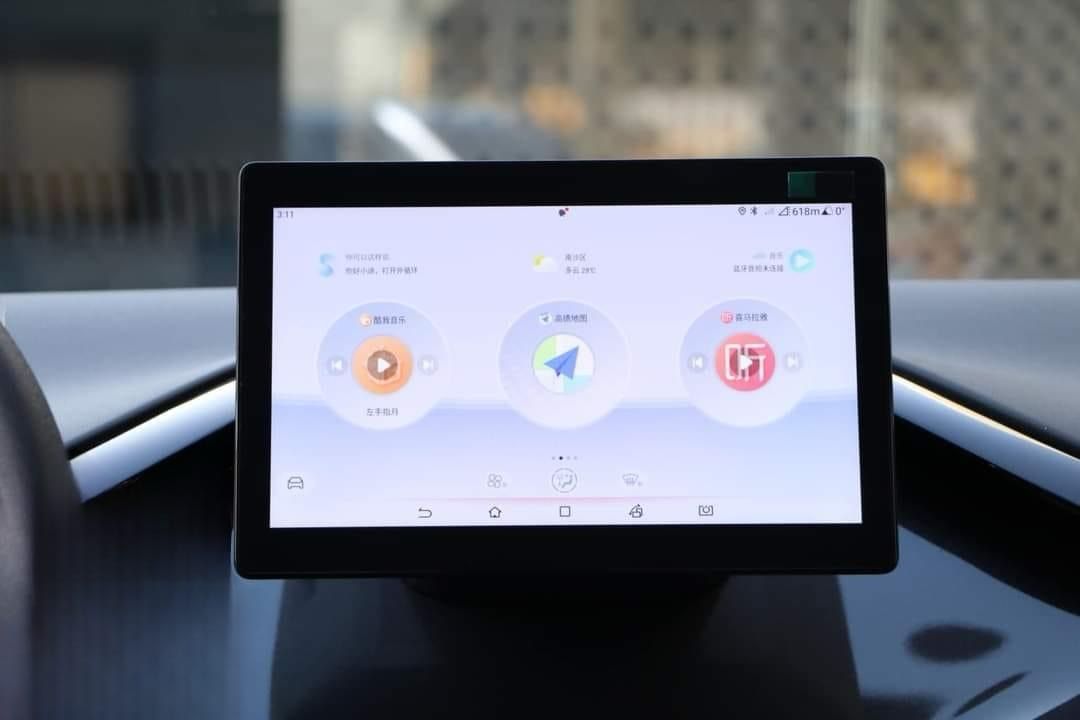 3:11
618m 0°
你可以这样说
你好小迪，打开外循环
南沙区
多云 28℃
音乐
蓝牙音频未连接
酷我音乐
高德地图
喜马拉雅
听
左手指月